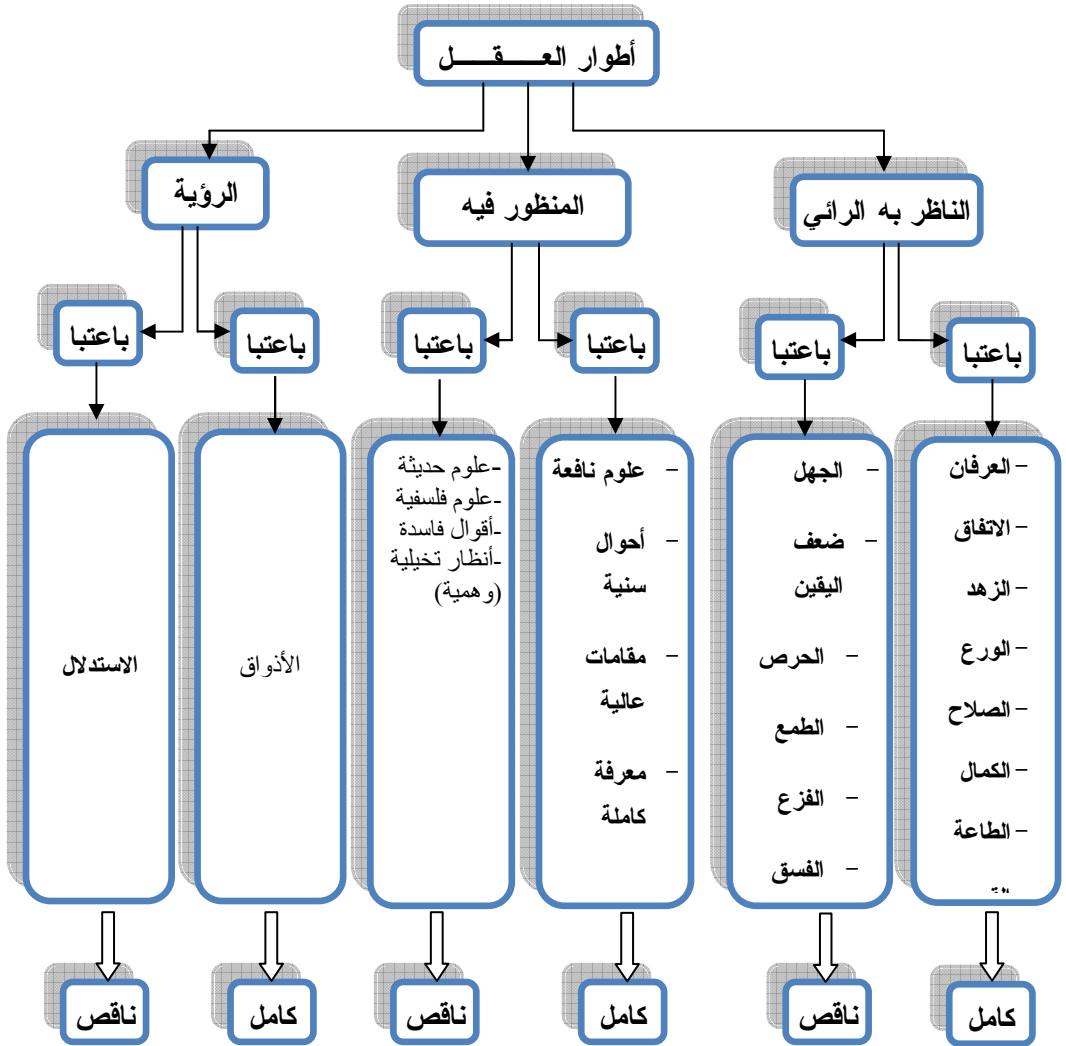 أطوار العـــقـــل
الناظر به الرائي
المنظور فيه
الرؤية
باعتبا
باعتبا
باعتبا
باعتبا
باعتبا
باعتبا
- العرفان
- الاتفاق
- الزهد
- الورع
- الصلاح
- الكمال
- الطاعة
- الجهل
- ضعف
اليقين
- الحرص
- الطمع
- الفزع
- الفسق
- علوم نافعة
- أحوال
سنية
- مقامات
عالية
- معرفة
كاملة
-علوم حديثة
-علوم فلسفية
-أقوال فاسدة
-أنظار تخيلية
(وهمية)
الأذواق
الاستدلال
كامل
ناقص
كامل
ناقص
كامل
ناقص